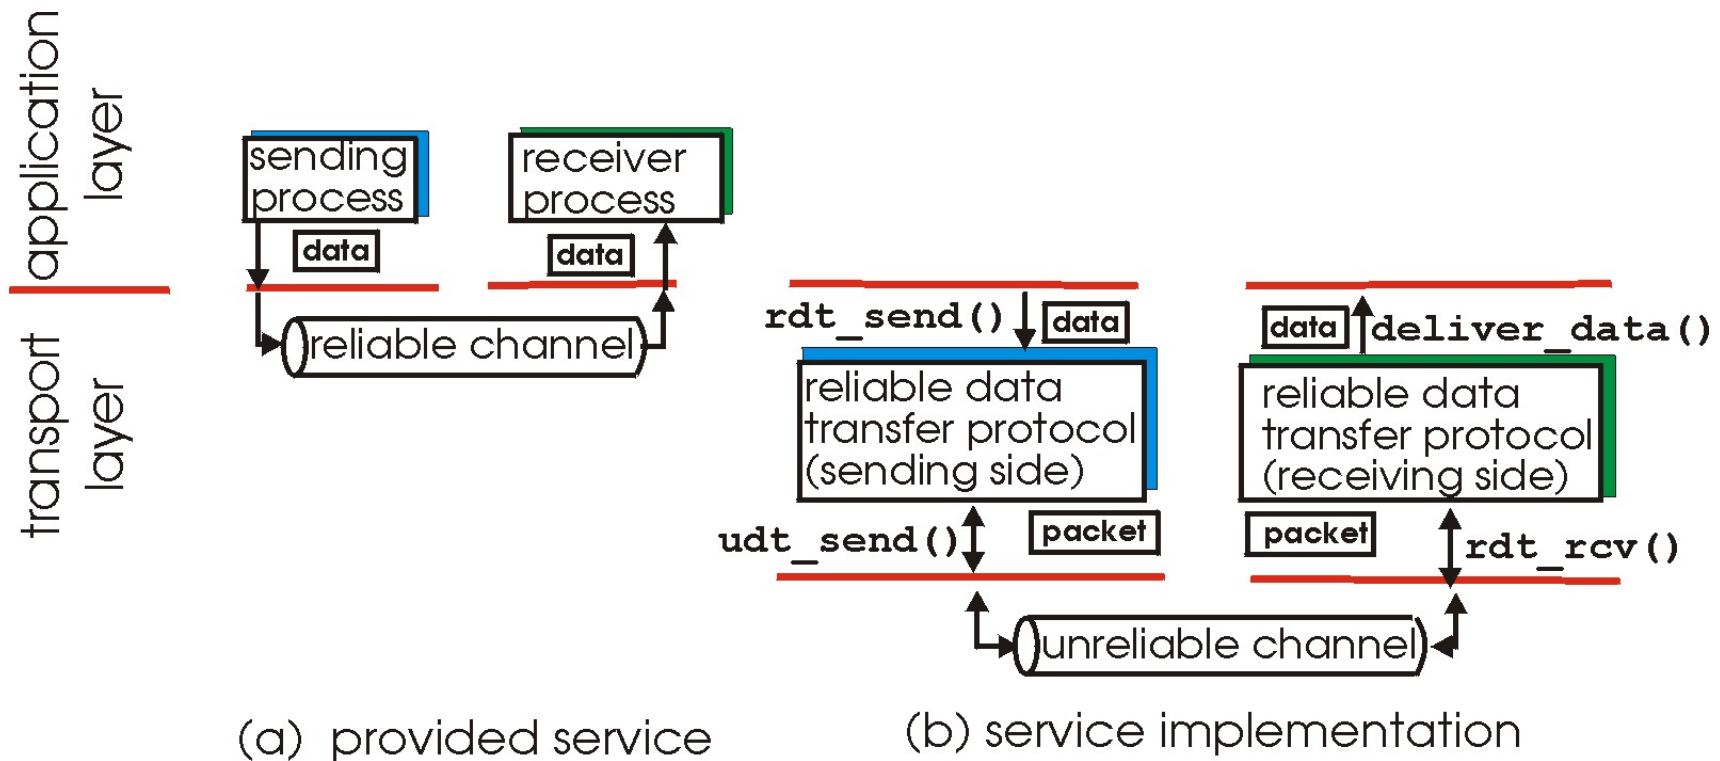 application
layer
transport
layer
sending
process
receiver
process
data
data
reliable channel
(a) provided service
rdt_send()
data
data
deliver_data()
reliable data
transfer protocol
(sending side)
reliable data
transfer protocol
(receiving side)
udt_send()
packet
packet
rdt_rcv()
unreliable channel
(b) service implementation